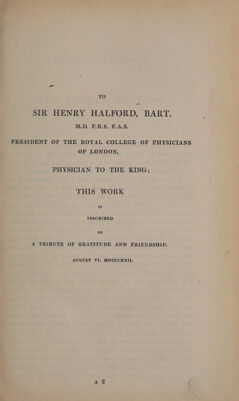 TO
SIR HENRY HALFORD, BART.
M.D. F.R.S. F.A.S.
PRESIDENT OF THE ROYAL COLLEGE OF PHYSICIANS
OF LONDON,
PHYSICIAN TO THE KING;
THIS WORK
IS
INSCRIBED
AS
A TRIBUTE OF GRATITUDE AND FRIENDSHIP.
AUGUST VI. MDCCCXXII.
A 2